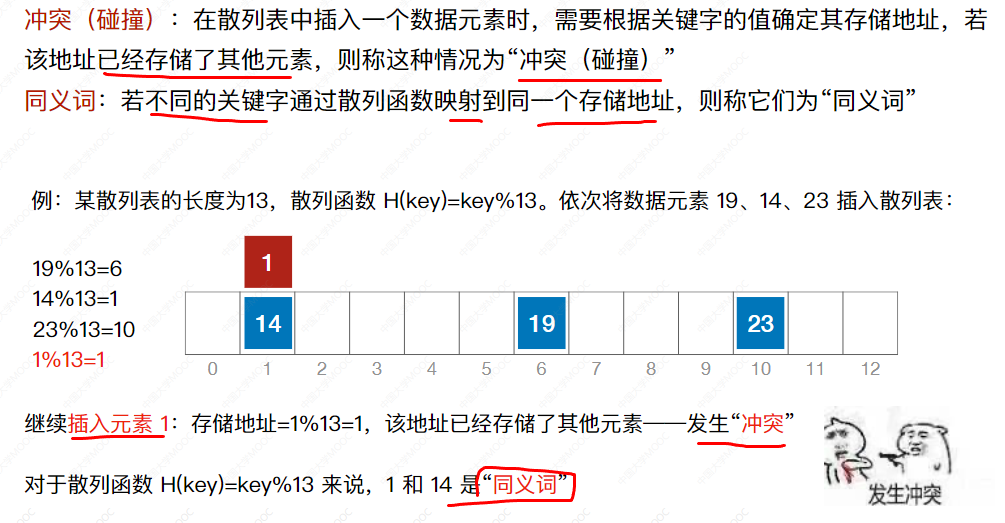 冲突（碰撞）：在散列表中插入一个数据元素时，需要根据关键字的值确定其存储地址，若
该地址已经存储了其他元素，则称这种情况为“冲突（碰撞）”
同义词：若不同的关键字通过散列函数映射到同一个存储地址，则称它们为“同义词”
例：某散列表的长度为13，散列函数 H(key)=key%13。依次将数据元素 19、14、23 插入散列表：
19%13=6
14%13=1
23%13=10
1%13=1
1
14 19 23
0 1 2 3 4 5 6 7 8 9 10 11 12
继续插入元素 1：存储地址=1%13=1，该地址已经存储了其他元素——发生“冲突”
对于散列函数 H(key)=key%13 来说，1 和 14 是“同义词”
发生冲突